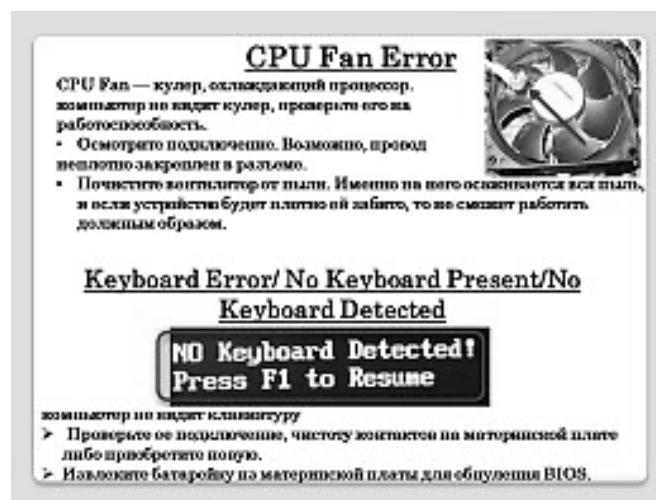 CPU Fan Error
CPU Fan — кулер, охлаждающий процессор.
компьютер не видит кулер, проверьте его на
работоспособность.
• Осмотрите подключение. Возможно, провод
неплотно закреплен в разъеме.
• Почистите вентилятор от пыли. Именно на него осаживается вся пыль,
и если устройство будет плотно ей забито, то не сможет работать
должным образом.
Keyboard Error/ No Keyboard Present/No
Keyboard Detected
NO Keyboard Detected!
Press F1 to Resume
компьютер не видит клавиатуру
➢ Проверьте ее подключение, чистоту контактов на материнской плате
либо приобретите новую.
➢ Извлеките батарейку из материнской платы для обнуления BIOS.